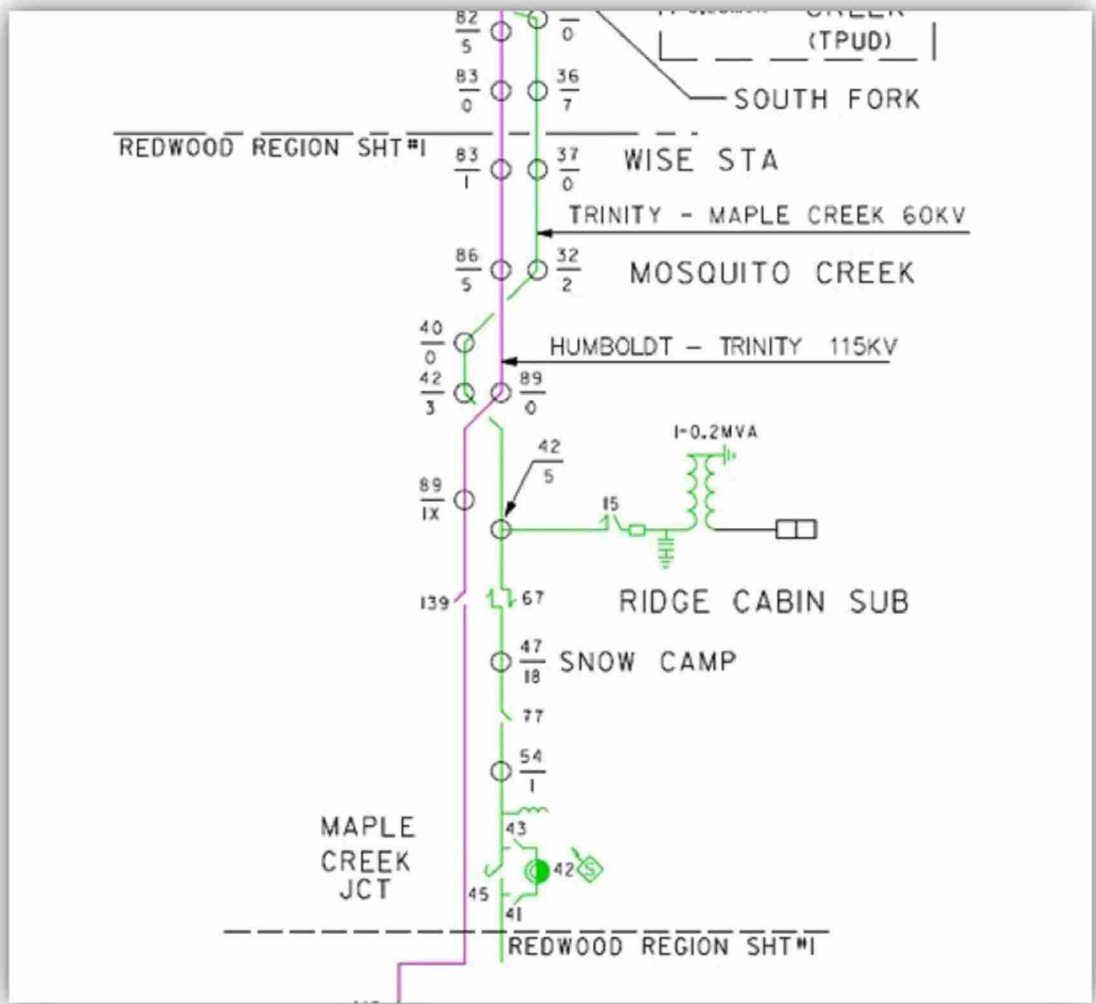 82
5
0
(TPUD)
83
0
36
7
SOUTH FORK
REDWOOD REGION SHT#1
83
1
37
0
WISE STA
TRINITY - MAPLE CREEK 60KV
86
5
32
2
MOSQUITO CREEK
40
0
HUMBOLDT - TRINITY 115KV
42
3
89
0
1-0.2MVA
42
5
89
1X
15
139
67
RIDGE CABIN SUB
47
18
SNOW CAMP
77
54
1
MAPLE
CREEK
JCT
43
42
S
45
41
REDWOOD REGION SHT#1